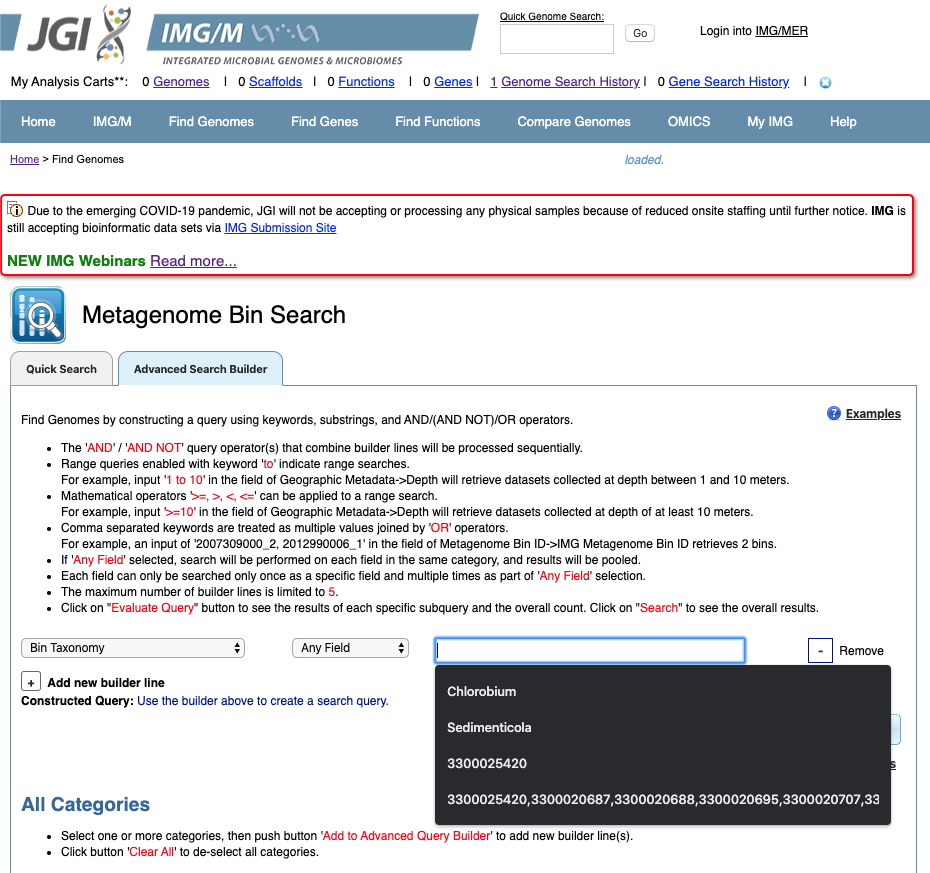 JGI
IMG/M
INTEGRATED MICROBIAL GENOMES & MICROBIOMES
Quick Genome Search:
Go
Login into IMG/MER
My Analysis Carts**: 0 Genomes | 0 Scaffolds | 0 Functions | 0 Genes | 1 Genome Search History | 0 Gene Search History |
Home IMG/M Find Genomes Find Genes Find Functions Compare Genomes OMICS My IMG Help
Home > Find Genomes
loaded.
Due to the emerging COVID-19 pandemic, JGI will not be accepting or processing any physical samples because of reduced onsite staffing until further notice. IMG is
still accepting bioinformatic data sets via IMG Submission Site
NEW IMG Webinars Read more...
Metagenome Bin Search
Quick Search Advanced Search Builder
? Examples
Find Genomes by constructing a query using keywords, substrings, and AND/(AND NOT)/OR operators.
• The 'AND' / 'AND NOT' query operator(s) that combine builder lines will be processed sequentially.
• Range queries enabled with keyword 'to' indicate range searches.
For example, input '1 to 10' in the field of Geographic Metadata->Depth will retrieve datasets collected at depth between 1 and 10 meters.
• Mathematical operators '>=, >, <, <=' can be applied to a range search.
For example, input '>=10' in the field of Geographic Metadata->Depth will retrieve datasets collected at depth of at least 10 meters.
• Comma separated keywords are treated as multiple values joined by 'OR' operators.
For example, an input of '2007309000_2, 2012990006_1' in the field of Metagenome Bin ID->IMG Metagenome Bin ID retrieves 2 bins.
• If 'Any Field' selected, search will be performed on each field in the same category, and results will be pooled.
• Each field can only be searched only once as a specific field and multiple times as part of 'Any Field' selection.
• The maximum number of builder lines is limited to 5.
• Click on "Evaluate Query" button to see the results of each specific subquery and the overall count. Click on "Search" to see the overall results.
Bin Taxonomy Any Field - Remove
+ Add new builder line
Constructed Query: Use the builder above to create a search query.
Chlorobium
Sedimenticola
3300025420
3300025420,3300020687,3300020688,3300020695,3300020707,33
s
All Categories
• Select one or more categories, then push button 'Add to Advanced Query Builder' to add new builder line(s).
• Click button 'Clear All' to de-select all categories.